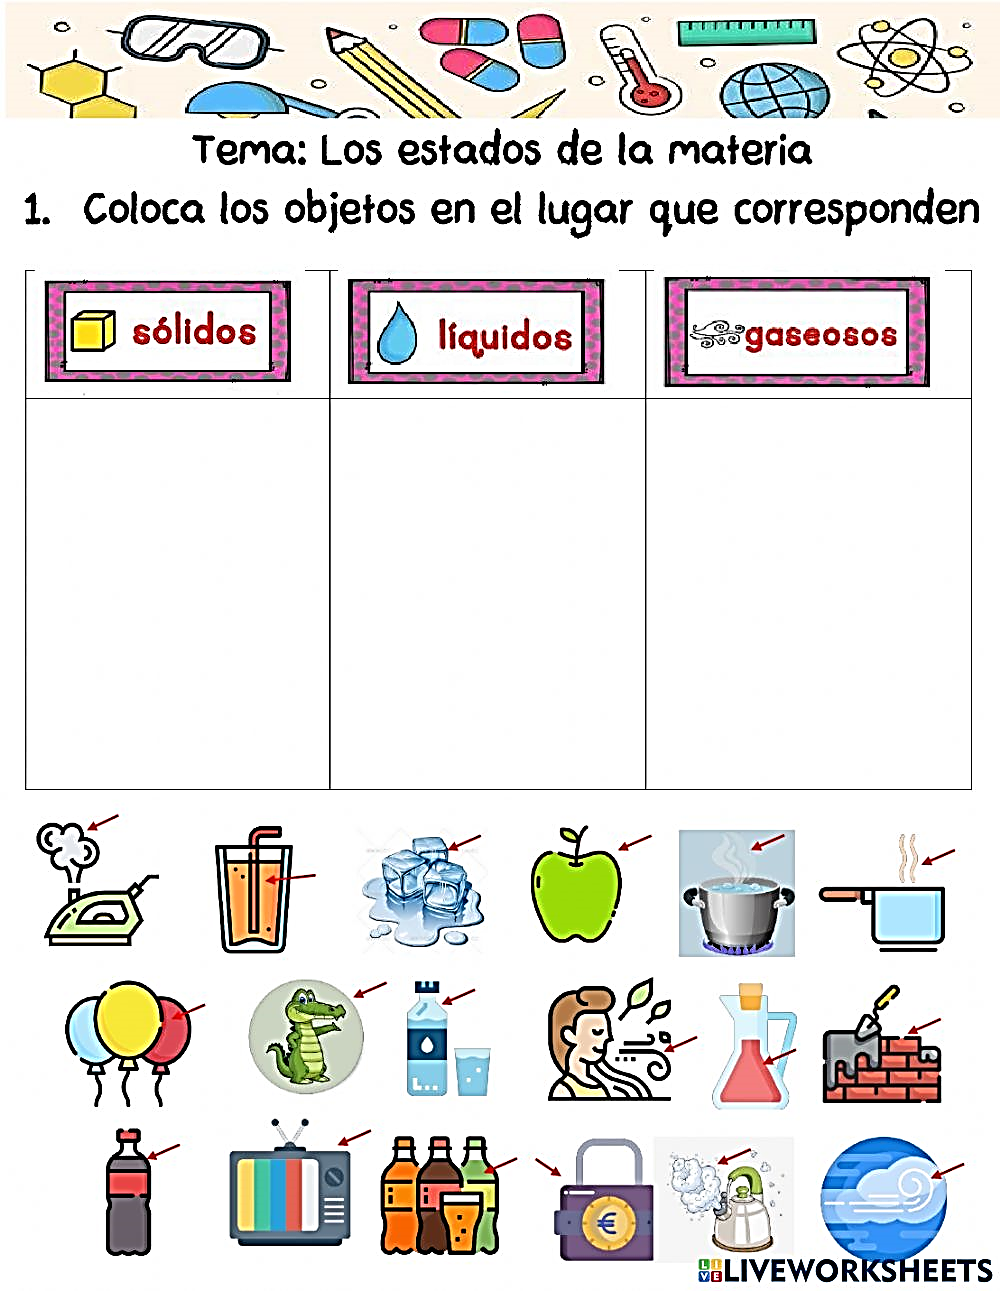 Tema: Los estados de la materia
1. Coloca los objetos en el lugar que corresponden
sólidos
líquidos
gaseosos
€
LIVEWORKSHEETS